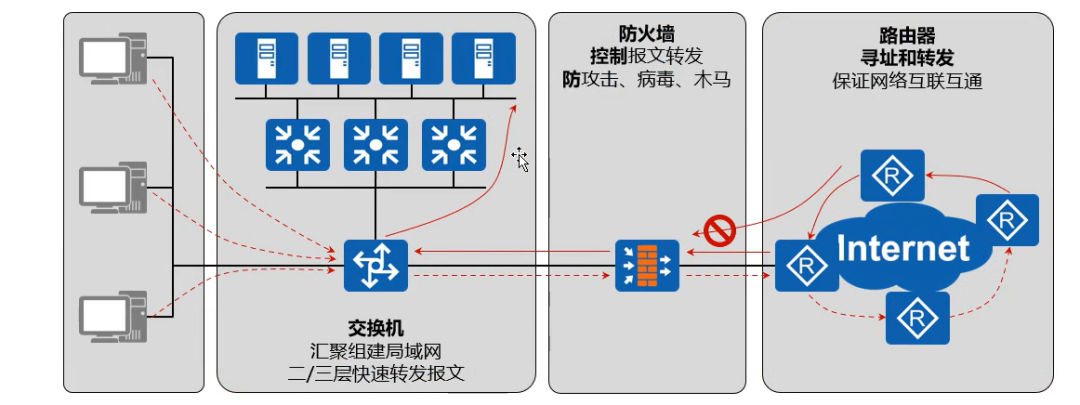 交换机
汇聚组建局域网
二/三层快速转发报文
防火墙
控制报文转发
防攻击、病毒、木马
路由器
寻址和转发
保证网络互联互通
R
R
R
Internet
R